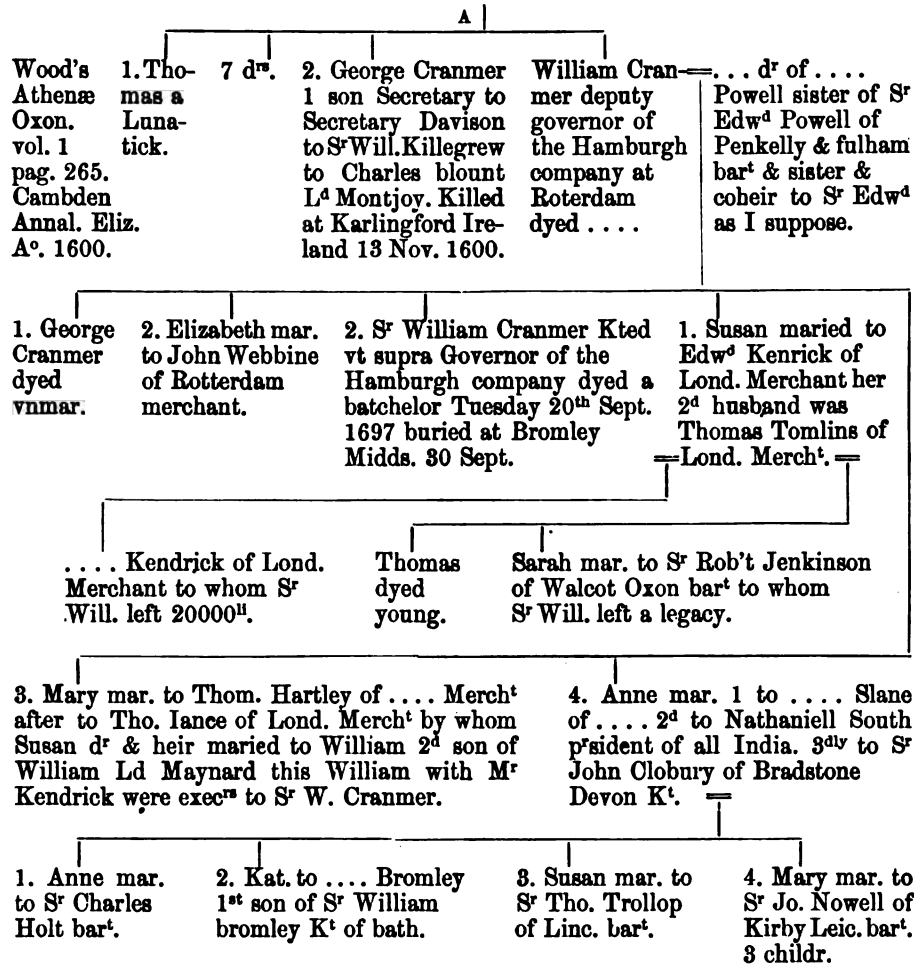 A
Wood's
Athenæ
Oxon.
vol. 1
pag. 265.
Cambden
Annal. Eliz.
Aº. 1600.
1. Tho-
mas a
Luna-
tick.
7 dʳˢ.
2. George Cranmer
1 son Secretary to
Secretary Davison
to Sʳ Will. Killegrew
to Charles blount
Lᵈ Montjoy. Killed
at Karlingford Ire-
land 13 Nov. 1600.
William Cran-
mer deputy
governor of
the Hamburgh
company at
Roterdam
dyed . . . .
═. . . dʳ of . . . .
Powell sister of Sʳ
Edwᵈ Powell of
Penkelly & fulham
barᵗ & sister &
coheir to Sʳ Edwᵈ
as I suppose.
1. George
Cranmer
dyed
vnmar.
2. Elizabeth mar.
to John Webbine
of Rotterdam
merchant.
2. Sʳ William Cranmer Kted
vt supra Governor of the
Hamburgh company dyed a
batchelor Tuesday 20ᵗʰ Sept.
1697 buried at Bromley
Midds. 30 Sept.
1. Susan maried to
Edwᵈ Kenrick of
Lond. Merchant her
2ᵈ husband was
Thomas Tomlins of
═Lond. Merchᵗ.═
. . . . Kendrick of Lond.
Merchant to whom Sʳ
Will. left 20000ˡⁱ.
Thomas
dyed
young.
Sarah mar. to Sʳ Rob't Jenkinson
of Walcot Oxon barᵗ to whom
Sʳ Will. left a legacy.
3. Mary mar. to Thom. Hartley of . . . . Merchᵗ
after to Tho. Iance of Lond. Merchᵗ by whom
Susan dʳ & heir maried to William 2ᵈ son of
William Ld Maynard this William with Mʳ
Kendrick were execʳˢ to Sʳ W. Cranmer.
4. Anne mar. 1 to . . . . Slane
of . . . . 2ᵈ to Nathaniell South
pʳsident of all India. 3ᵈˡʸ to Sʳ
John Clobury of Bradstone
Devon Kᵗ. ═
1. Anne mar.
to Sʳ Charles
Holt barᵗ.
2. Kat. to . . . . Bromley
1ˢᵗ son of Sʳ William
bromley Kᵗ of bath.
3. Susan mar. to
Sʳ Tho. Trollop
of Linc. barᵗ.
4. Mary mar. to
Sʳ Jo. Nowell of
Kirby Leic. barᵗ.
3 childr.